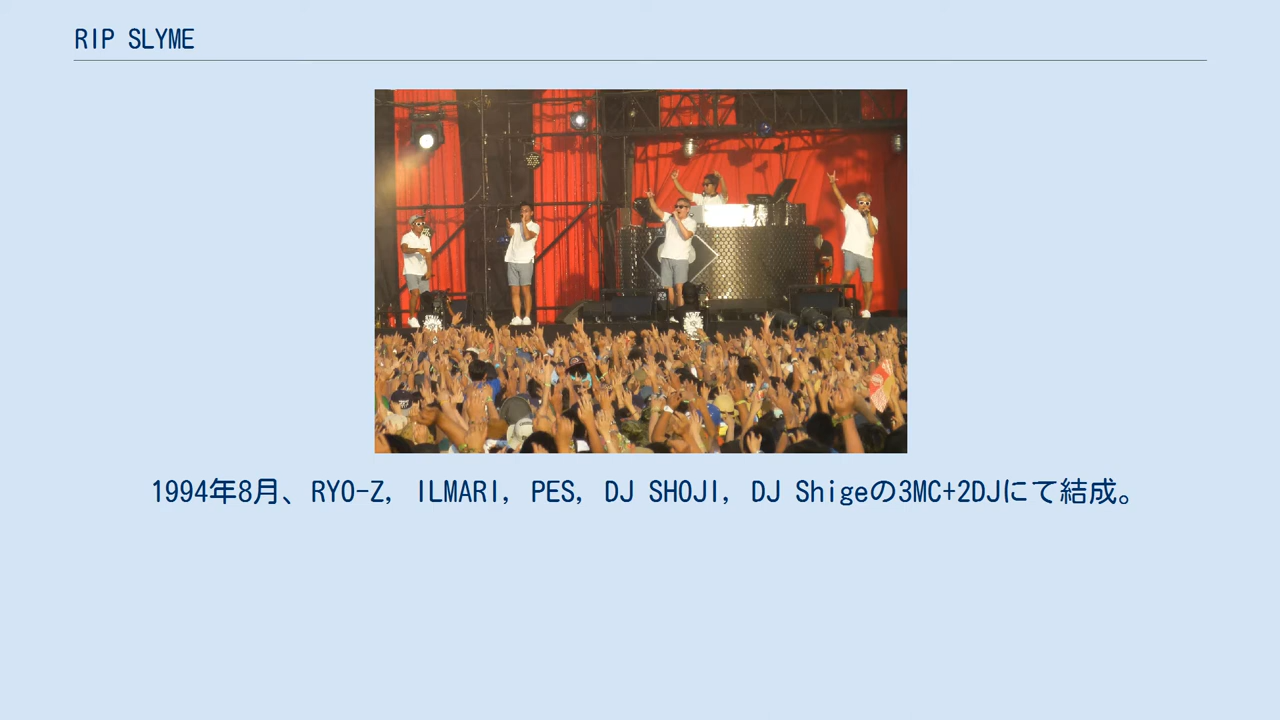 RIP SLYME
1994年8月、RYO-Z, ILMARI, PES, DJ SHOJI, DJ Shigeの3MC+2DJにて結成。